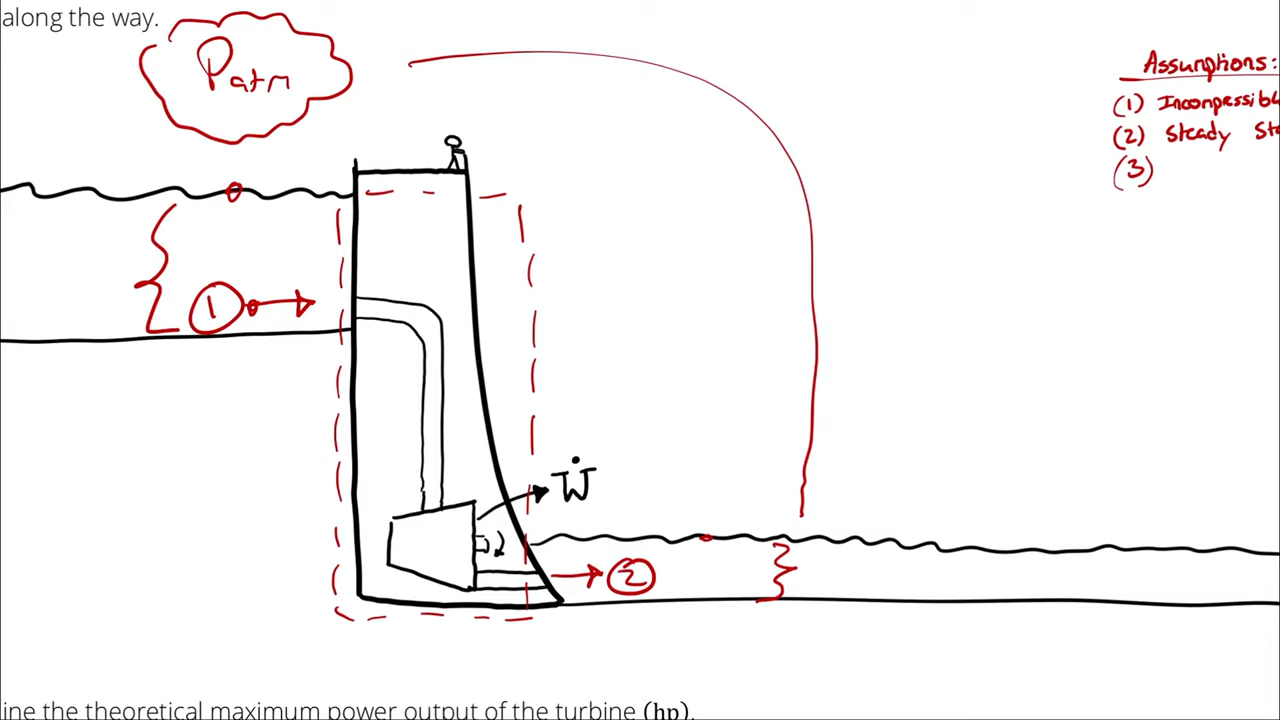 along the way.
Patm
Assumptions:
(1) Incompressibl
(2) Steady St
(3)
1
Ẇ
2
ine the theoretical maximum power output of the turbine (hp).